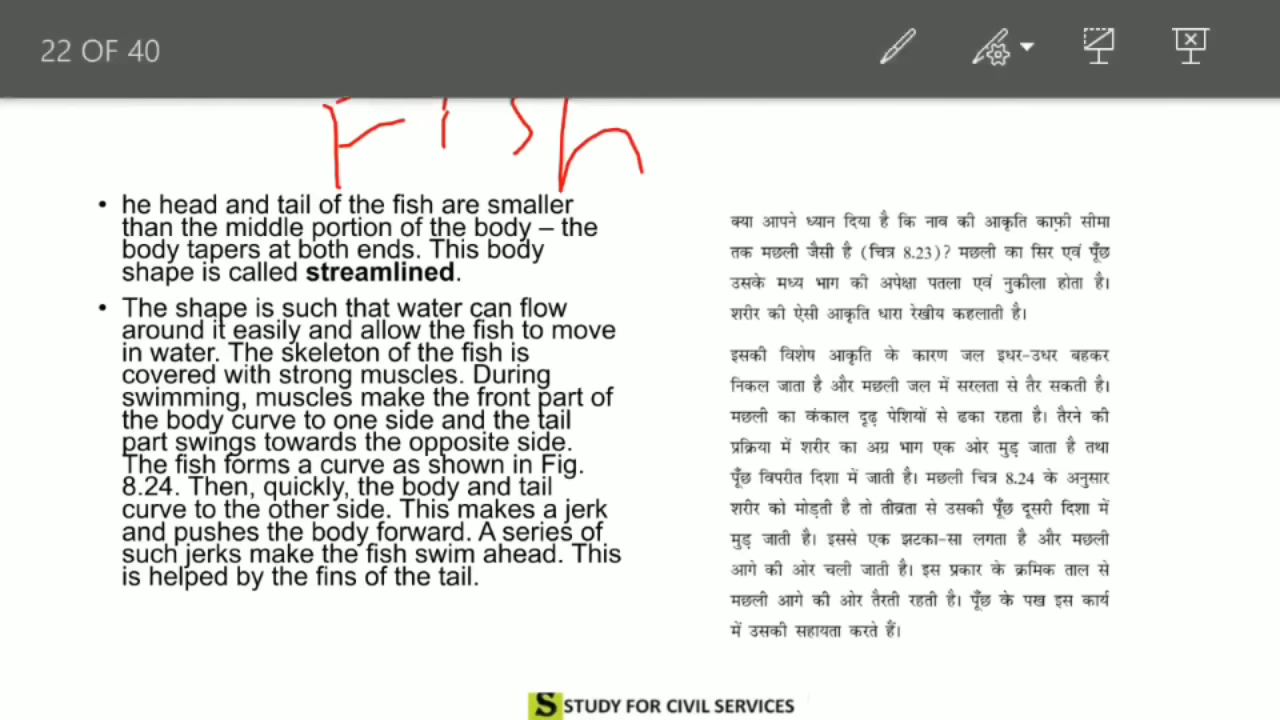 22 OF 40
Fish
• he head and tail of the fish are smaller
than the middle portion of the body – the
body tapers at both ends. This body
shape is called streamlined.
• The shape is such that water can flow
around it easily and allow the fish to move
in water. The skeleton of the fish is
covered with strong muscles. During
swimming, muscles make the front part of
the body curve to one side and the tail
part swings towards the opposite side.
The fish forms a curve as shown in Fig.
8.24. Then, quickly, the body and tail
curve to the other side. This makes a jerk
and pushes the body forward. A series of
such jerks make the fish swim ahead. This
is helped by the fins of the tail.
क्या आपने ध्यान दिया है कि नाव की आकृति काफ़ी सीमा
तक मछली जैसी है (चित्र 8.23)? मछली का सिर एवं पूँछ
उसके मध्य भाग की अपेक्षा पतला एवं नुकीला होता है।
शरीर की ऐसी आकृति धारा रेखीय कहलाती है।
इसकी विशेष आकृति के कारण जल इधर-उधर बहकर
निकल जाता है और मछली जल में सरलता से तैर सकती है।
मछली का कंकाल दृढ़ पेशियों से ढका रहता है। तैरने की
प्रक्रिया में शरीर का अग्र भाग एक ओर मुड़ जाता है तथा
पूँछ विपरीत दिशा में जाती है। मछली चित्र 8.24 के अनुसार
शरीर को मोड़ती है तो तीव्रता से उसकी पूँछ दूसरी दिशा में
मुड़ जाती है। इससे एक झटका-सा लगता है और मछली
आगे की ओर चली जाती है। इस प्रकार के क्रमिक ताल से
मछली आगे की ओर तैरती रहती है। पूँछ के पख इस कार्य
में उसकी सहायता करते हैं।
S STUDY FOR CIVIL SERVICES